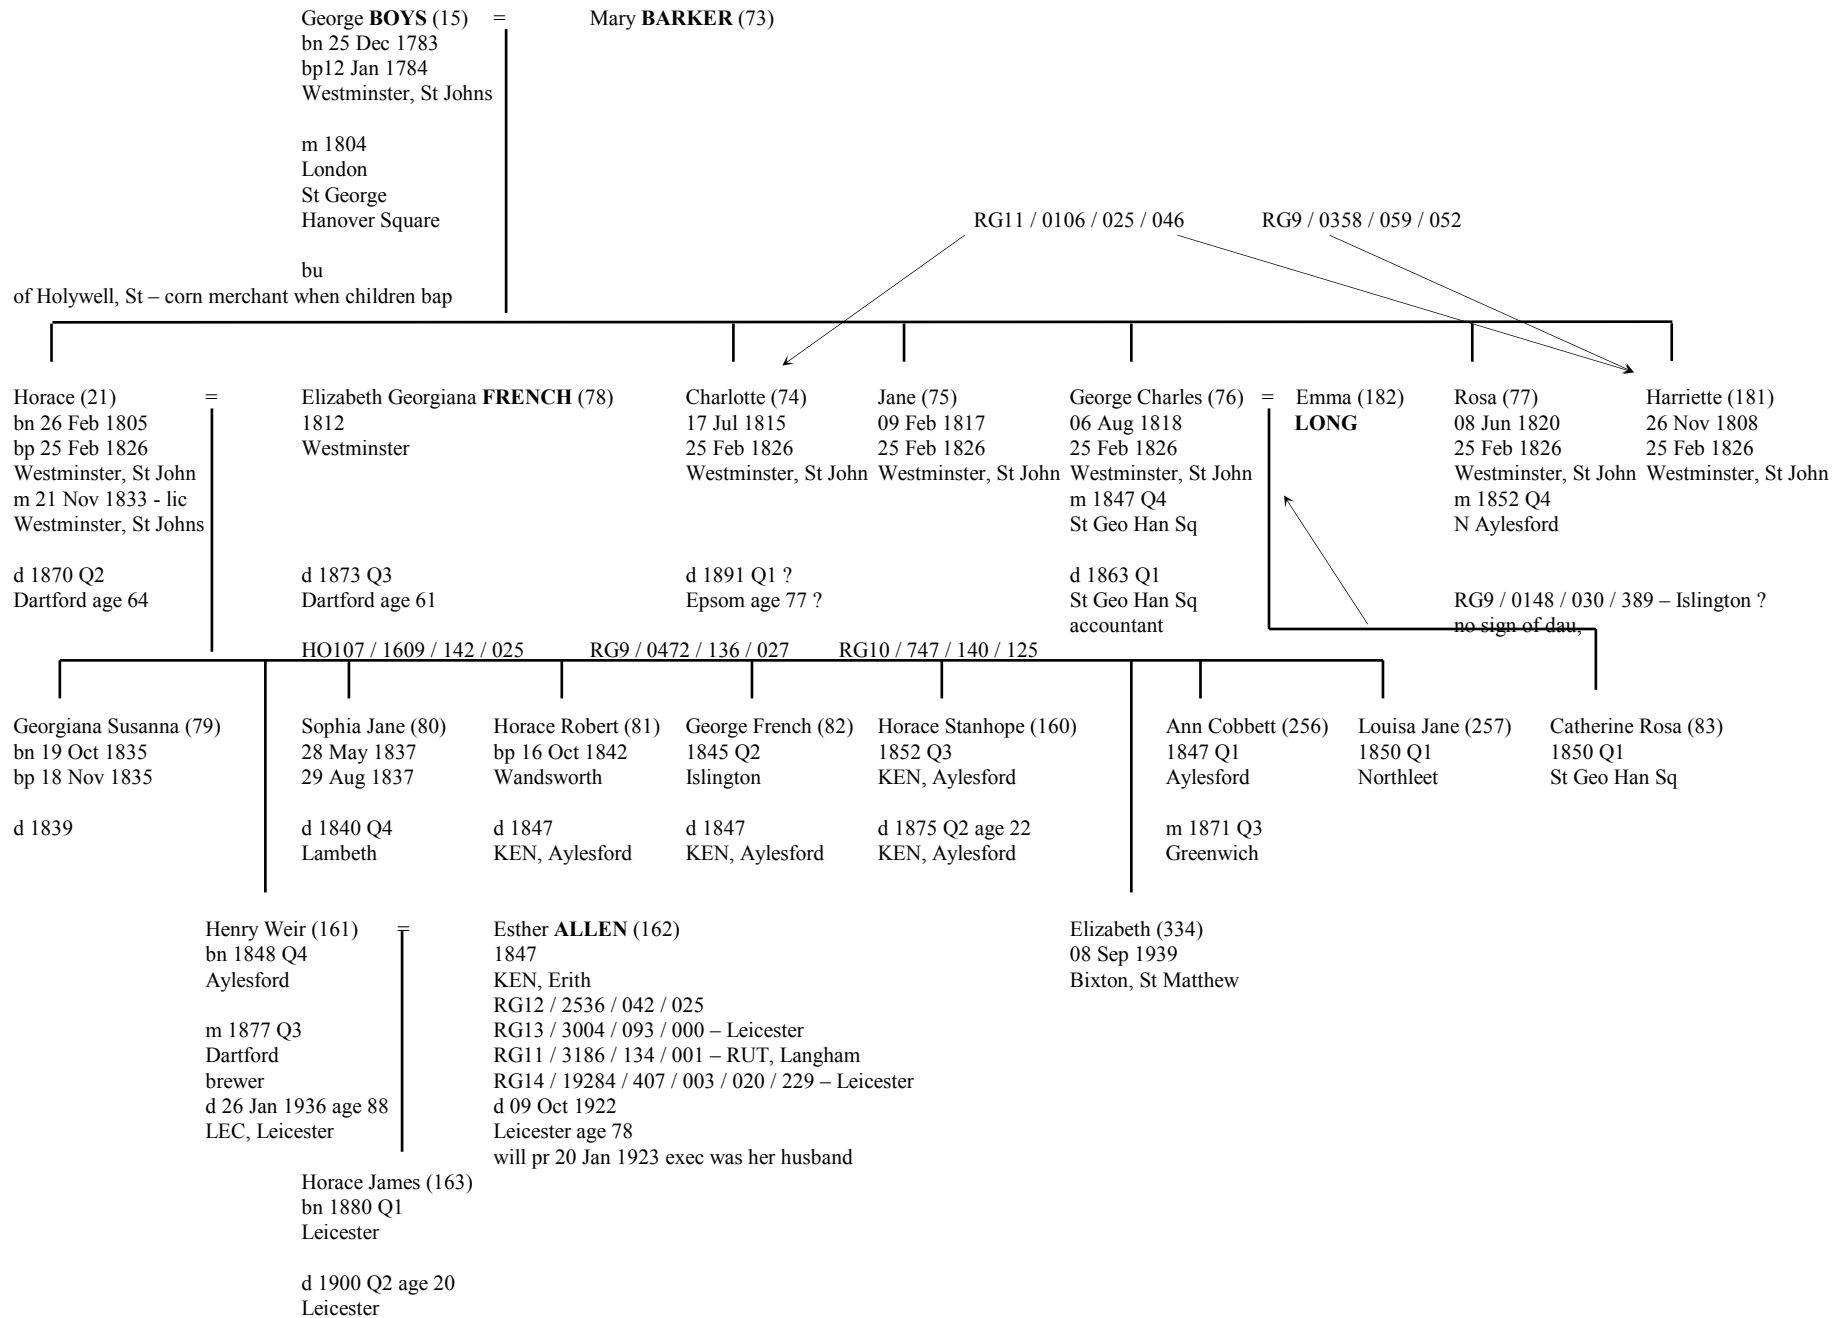 George BOYS (15) = Mary BARKER (73)
bn 25 Dec 1783
bp12 Jan 1784
Westminster, St Johns
m 1804
London
St George
Hanover Square
RG11 / 0106 / 025 / 046
RG9 / 0358 / 059 / 052
bu
of Holywell, St – corn merchant when children bap
Horace (21) =
bn 26 Feb 1805
bp 25 Feb 1826
Westminster, St John
m 21 Nov 1833 - lic
Westminster, St Johns
d 1870 Q2
Dartford age 64
Elizabeth Georgiana FRENCH (78)
1812
Westminster
d 1873 Q3
Dartford age 61
Charlotte (74)
17 Jul 1815
25 Feb 1826
Westminster, St John
d 1891 Q1 ?
Epsom age 77 ?
Jane (75)
09 Feb 1817
25 Feb 1826
Westminster, St John
George Charles (76) =
06 Aug 1818
25 Feb 1826
Westminster, St John
m 1847 Q4
St Geo Han Sq
d 1863 Q1
St Geo Han Sq
accountant
Emma (182)
LONG
Rosa (77)
08 Jun 1820
25 Feb 1826
Westminster, St John
m 1852 Q4
N Aylesford
Harriette (181)
26 Nov 1808
25 Feb 1826
Westminster, St John
RG9 / 0148 / 030 / 389 – Islington ?
no sign of dau,
HO107 / 1609 / 142 / 025
RG9 / 0472 / 136 / 027
RG10 / 747 / 140 / 125
Georgiana Susanna (79)
bn 19 Oct 1835
bp 18 Nov 1835
d 1839
Sophia Jane (80)
28 May 1837
29 Aug 1837
d 1840 Q4
Lambeth
Horace Robert (81)
bp 16 Oct 1842
Wandsworth
d 1847
KEN, Aylesford
George French (82)
1845 Q2
Islington
d 1847
KEN, Aylesford
Horace Stanhope (160)
1852 Q3
KEN, Aylesford
d 1875 Q2 age 22
KEN, Aylesford
Ann Cobbett (256)
1847 Q1
Aylesford
m 1871 Q3
Greenwich
Louisa Jane (257)
1850 Q1
Northleet
Catherine Rosa (83)
1850 Q1
St Geo Han Sq
Henry Weir (161) =
bn 1848 Q4
Aylesford
m 1877 Q3
Dartford
brewer
d 26 Jan 1936 age 88
LEC, Leicester
Esther ALLEN (162)
1847
KEN, Erith
RG12 / 2536 / 042 / 025
RG13 / 3004 / 093 / 000 – Leicester
RG11 / 3186 / 134 / 001 – RUT, Langham
RG14 / 19284 / 407 / 003 / 020 / 229 – Leicester
d 09 Oct 1922
Leicester age 78
will pr 20 Jan 1923 exec was her husband
Elizabeth (334)
08 Sep 1939
Bixton, St Matthew
Horace James (163)
bn 1880 Q1
Leicester
d 1900 Q2 age 20
Leicester